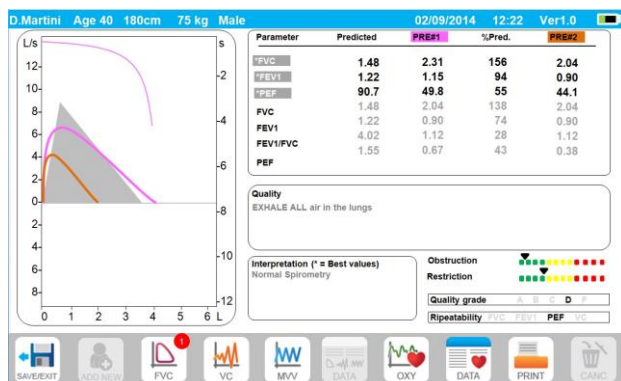 D.Martini Age 40 180cm 75 kg Male 02/09/2014 12:22 Ver1.0
L/s s
12-
10-
8-
6-
4-
2-
0-
2-
4-
6-
8-
-2
-4
-6
-8
-10
-12
0 1 2 3 4 5 6 L
Parameter Predicted PRE#1 %Pred. PRE#2
*FVC 1.48 2.31 156 2.04
*FEV1 1.22 1.15 94 0.90
*PEF 90.7 49.8 55 44.1
FVC 1.48 2.04 138 2.04
FEV1 1.22 0.90 74 0.90
FEV1/FVC 4.02 1.12 28 1.12
PEF 1.55 0.67 43 0.38
Quality
EXHALE ALL air in the lungs
Interpretation (* = Best values)
Normal Spirometry
Obstruction
Restriction
Quality grade A B C D F
Repeatability FVC FEV1 PEF VC
SAVE/EXIT ADD NEW FVC 1 VC MVV DATA OXY DATA PRINT CANC